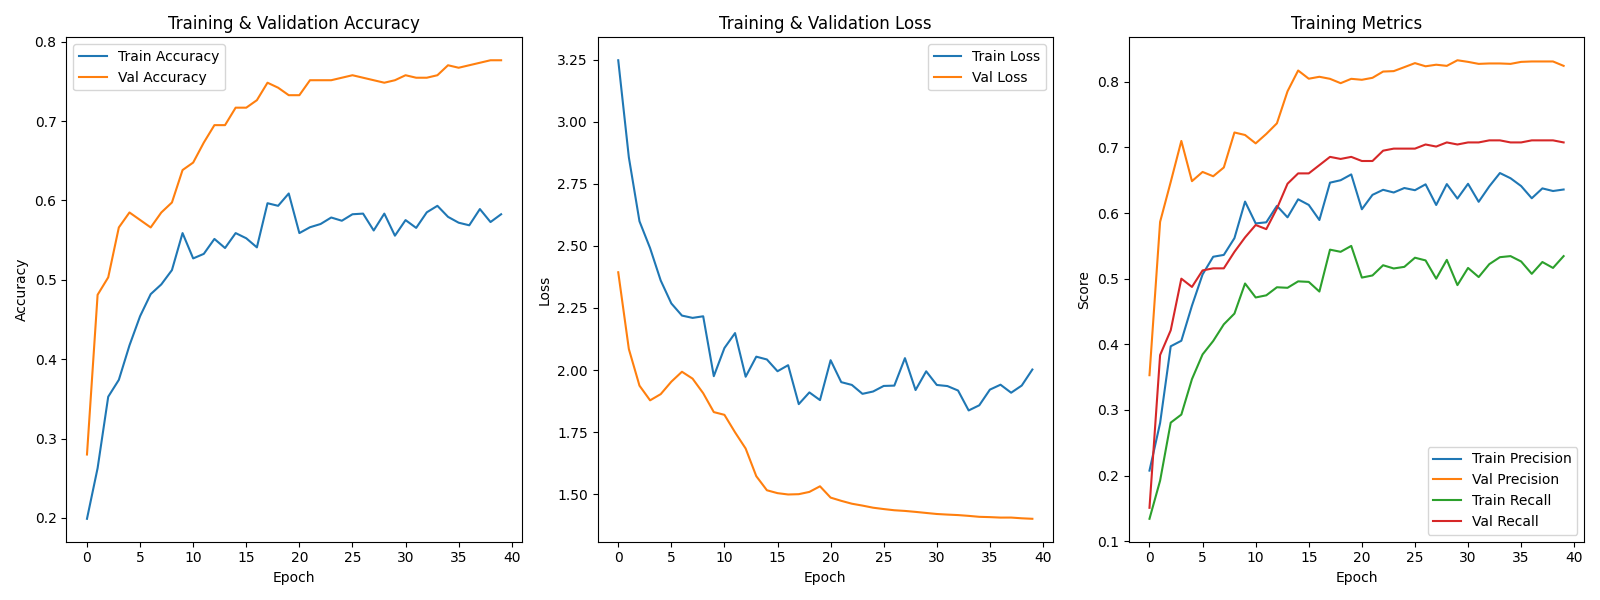 Training & Validation Accuracy
Train Accuracy
Val Accuracy
0.8
0.7
0.6
0.5
0.4
0.3
0.2
Accuracy
0 5 10 15 20 25 30 35 40
Epoch
Training & Validation Loss
Train Loss
Val Loss
3.25
3.00
2.75
2.50
2.25
2.00
1.75
1.50
Loss
0 5 10 15 20 25 30 35 40
Epoch
Training Metrics
0.8
0.7
0.6
0.5
0.4
0.3
0.2
0.1
Score
Train Precision
Val Precision
Train Recall
Val Recall
0 5 10 15 20 25 30 35 40
Epoch